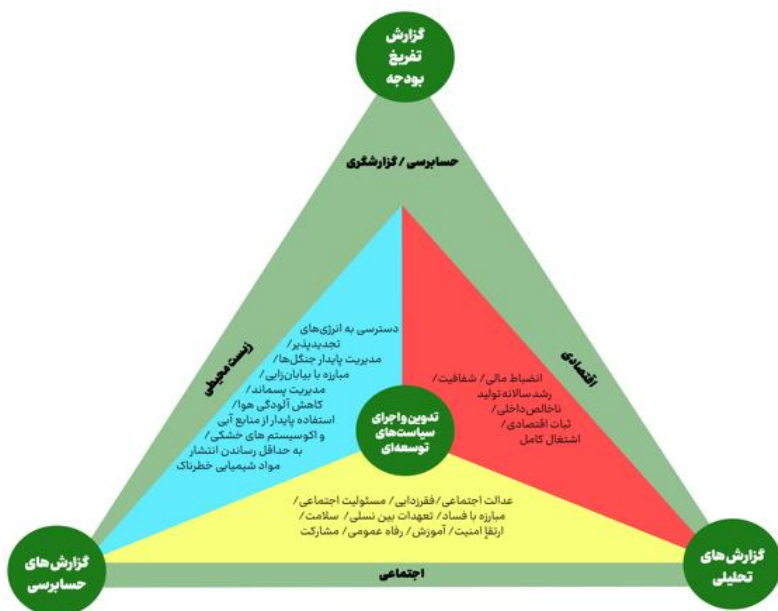 گزارش
تفریغ
بودجه
حسابرسی / گزارشگری
زیست محیطی
اقتصادی
دسترسی به انرژی‌های
تجدیدپذیر/
مدیریت پایدار جنگل‌ها/
مبارزه با بیابان‌زایی/
مدیریت پسماند/
کاهش آلودگی هوا/
استفاده پایدار از منابع آبی
و اکوسیستم های خشکی/
به حداقل رساندن انتشار
مواد شیمیایی خطرناک
انضباط مالی/ شفافیت/
رشدسالانه تولید
ناخالص‌داخلی/
ثبات اقتصادی/
اشتغال کامل
تدوین‌و‌اجرای
سیاست‌های
توسعه‌ای
عدالت اجتماعی/فقرزدایی/ مسئولیت اجتماعی/
مبارزه با فساد/ تعهدات بین نسلی/ سلامت/
ارتقاٍ امنیت/ آموزش/ رفاه عمومی/ مشارکت
گزارش‌های
حسابرسی
اجتماعی
گزارش‌های
تحلیلی